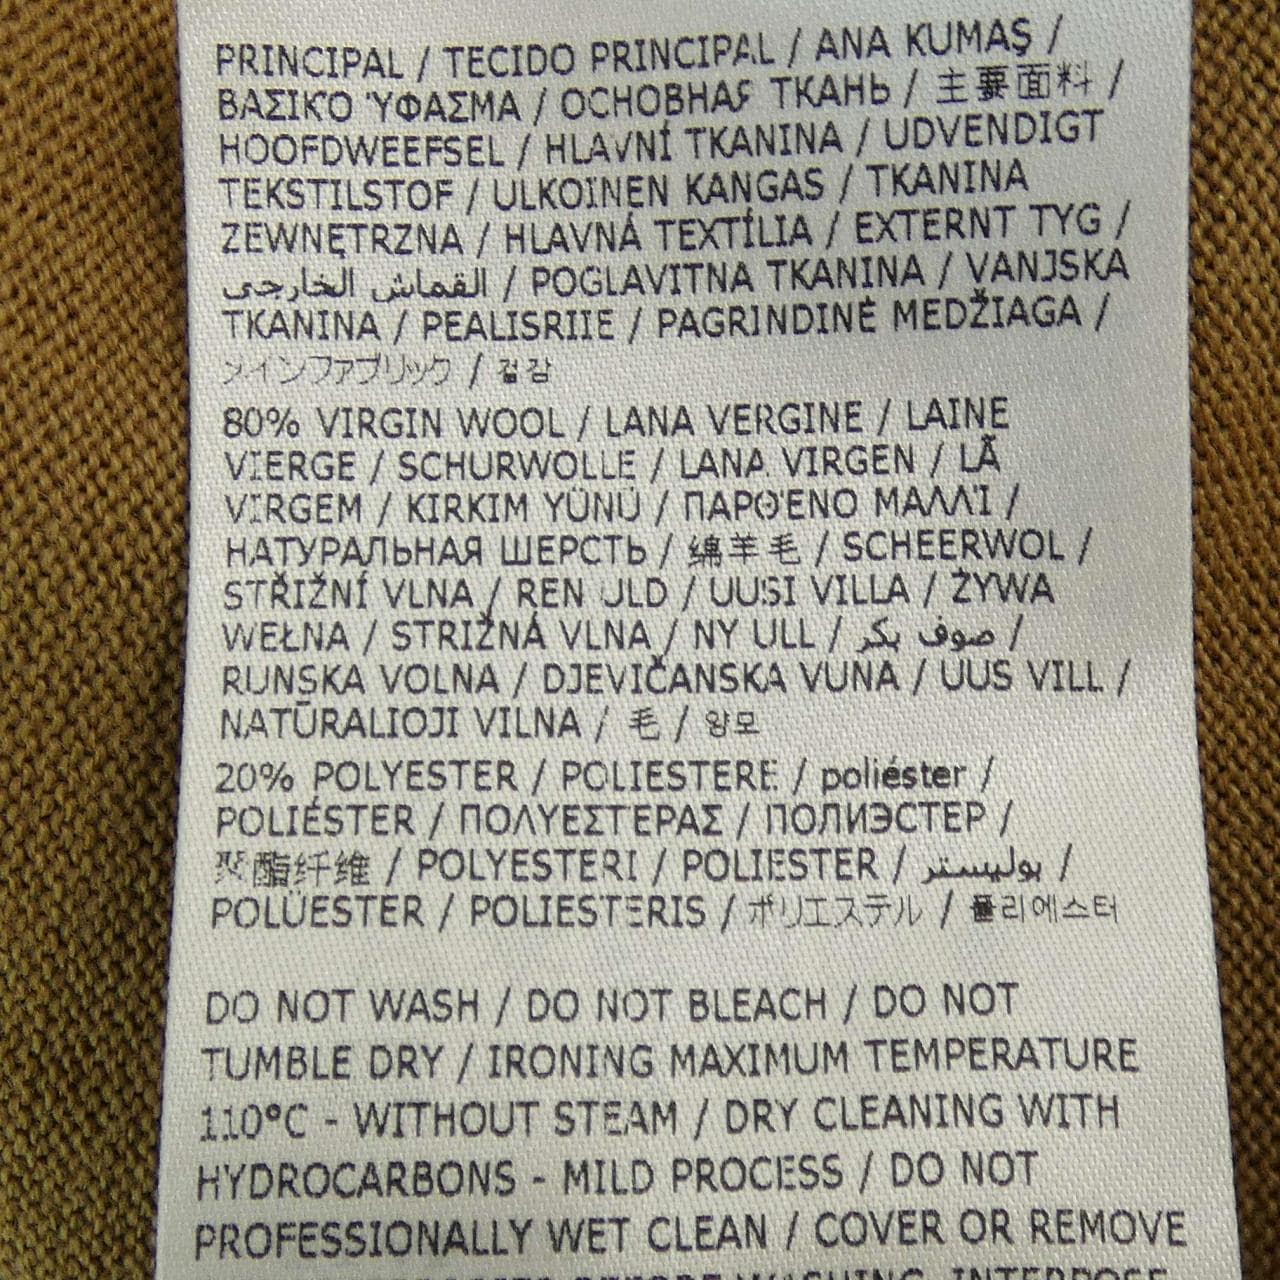 PRINCIPAL / TECIDO PRINCIPAL / ANA KUMAŞ /
ΒΑΣΙΚΌ ΎΦΑΣΜΑ / ОСНОВНАЯ ТКАНЬ / 主要面料 /
HOOFDWEEFSEL / HLAVNÍ TKANINA / UDVENDIGT
TEKSTILSTOF / ULKOINEN KANGAS / TKANINA
ZEWNĘTRZNA / HLAVNÁ TEXTÍLIA / EXTERNT TYG /
القماش الخارجي / POGLAVITNA TKANINA / VANJSKA
TKANINA / PEALISRIIE / PAGRINDINĖ MEDŽIAGA /
メインファブリック / 겉감
80% VIRGIN WOOL / LANA VERGINE / LAINE
VIERGE / SCHURWOLLE / LANA VIRGEN / LÃ
VIRGEM / KIRKIM YÜNÜ / ΠΑΡΘΈΝΟ ΜΑΛΛΊ /
НАТУРАЛЬНАЯ ШЕРСТЬ / 绵羊毛 / SCHEERWOL /
STŘIŽNÍ VLNA / REN ULD / UUSI VILLA / ŻYWA
WEŁNA / STRIŽNÁ VLNA / NY ULL / صوف بكر /
RUNSKA VOLNA / DJEVIČANSKA VUNA / UUS VILL /
NATŪRALIOJI VILNA / 毛 / 양모
20% POLYESTER / POLIESTERE / poliéster /
POLIÉSTER / ΠΟΛΥΕΣΤΕΡΑΣ / ПОЛИЭСТЕР /
聚酯纤维 / POLYESTERI / POLIESTER / بوليستر /
POLÜESTER / POLIESTERIS / ポリエステル / 폴리에스터
DO NOT WASH / DO NOT BLEACH / DO NOT
TUMBLE DRY / IRONING MAXIMUM TEMPERATURE
110°C - WITHOUT STEAM / DRY CLEANING WITH
HYDROCARBONS - MILD PROCESS / DO NOT
PROFESSIONALLY WET CLEAN / COVER OR REMOVE
WASHING, INTERPOSE